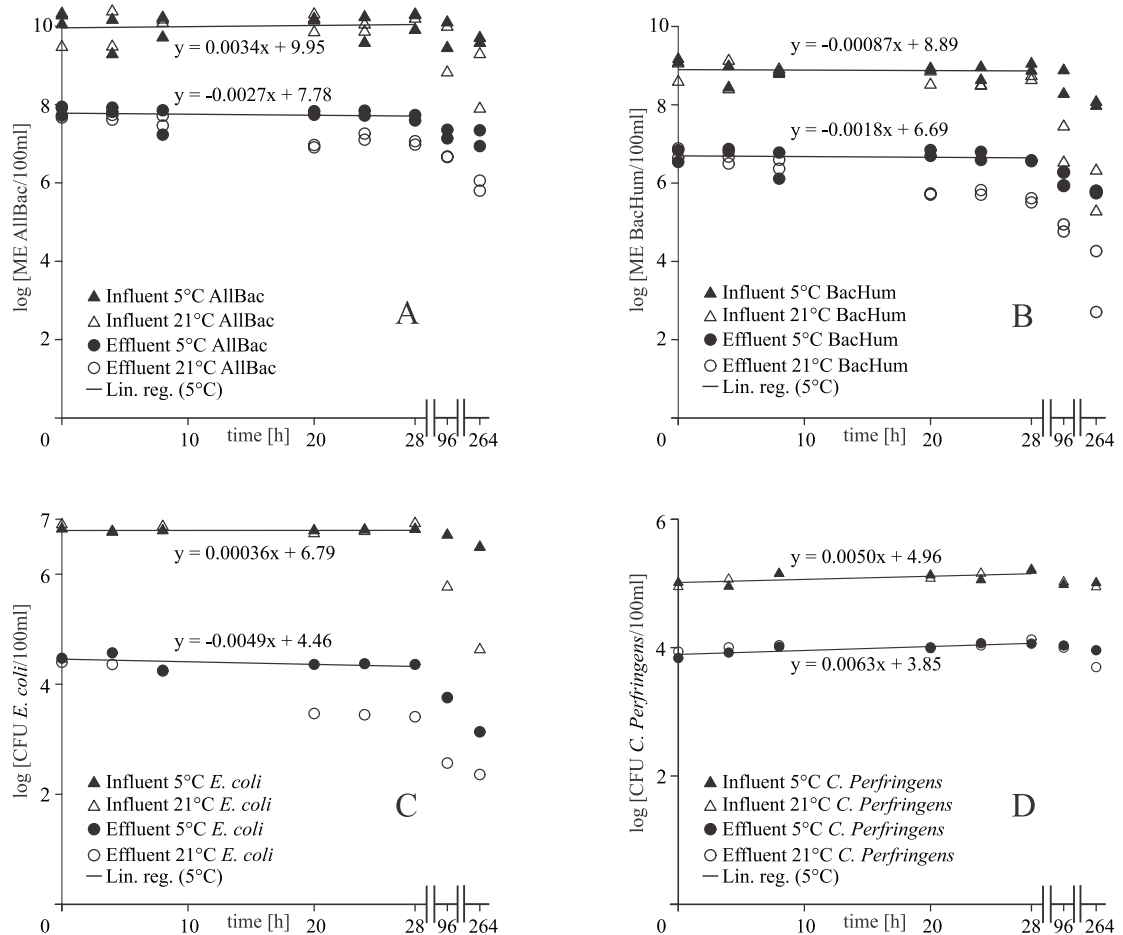 log [ME AllBac/100ml]
10
8
6
4
2
0
y = 0.0034x + 9.95
y = -0.0027x + 7.78
Influent 5°C AllBac
Influent 21°C AllBac
Effluent 5°C AllBac
Effluent 21°C AllBac
Lin. reg. (5°C)
A
10 20 28 96 264
time [h]
log [ME BacHum/100ml]
10
8
6
4
2
0
y = -0.00087x + 8.89
y = -0.0018x + 6.69
Influent 5°C BacHum
Influent 21°C BacHum
Effluent 5°C BacHum
Effluent 21°C BacHum
Lin. reg. (5°C)
B
10 20 28 96 264
time [h]
log [CFU E. coli/100ml]
7
6
4
2
0
y = 0.00036x + 6.79
y = -0.0049x + 4.46
Influent 5°C E. coli
Influent 21°C E. coli
Effluent 5°C E. coli
Effluent 21°C E. coli
Lin. reg. (5°C)
C
10 20 28 96 264
time [h]
log [CFU C. Perfringens/100ml]
6
4
2
0
y = 0.0050x + 4.96
y = 0.0063x + 3.85
Influent 5°C C. Perfringens
Influent 21°C C. Perfringens
Effluent 5°C C. Perfringens
Effluent 21°C C. Perfringens
Lin. reg. (5°C)
D
10 20 28 96 264
time [h]